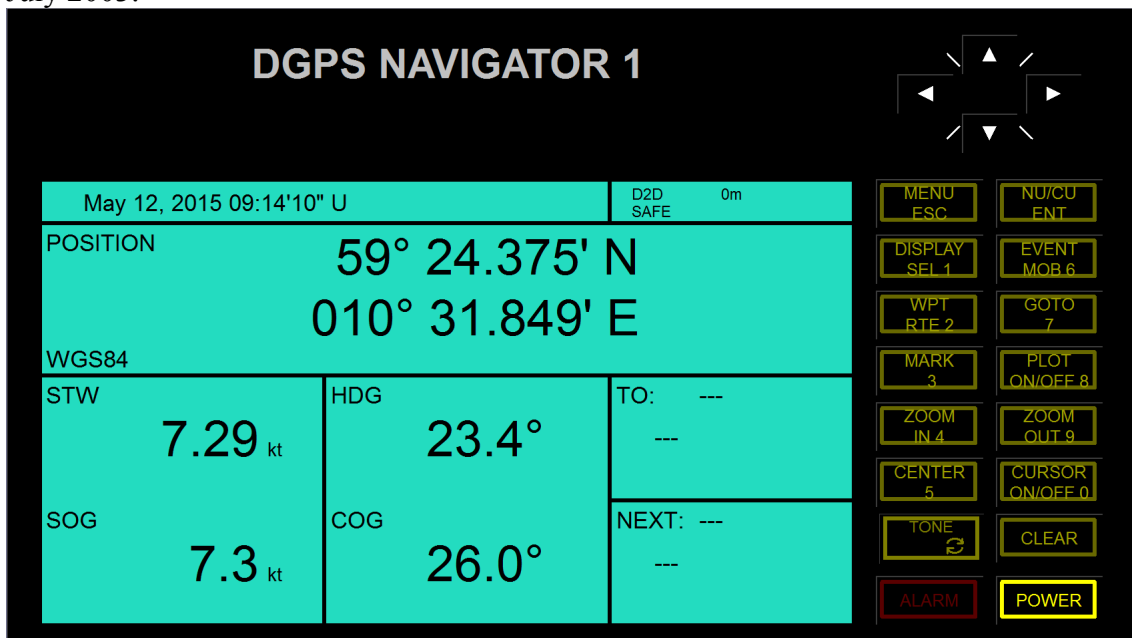 July 2003.
DGPS NAVIGATOR 1
May 12, 2015 09:14'10" U
D2D 0m
SAFE
POSITION
59° 24.375' N
010° 31.849' E
WGS84
STW
7.29 kt
HDG
23.4°
TO: ---
---
SOG
7.3 kt
COG
26.0°
NEXT: ---
---
MENU
ESC
NU/CU
ENT
DISPLAY
SEL 1
EVENT
MOB 6
WPT
RTE 2
GOTO
7
MARK
3
PLOT
ON/OFF 8
ZOOM
IN 4
ZOOM
OUT 9
CENTER
5
CURSOR
ON/OFF 0
TONE
CLEAR
ALARM
POWER